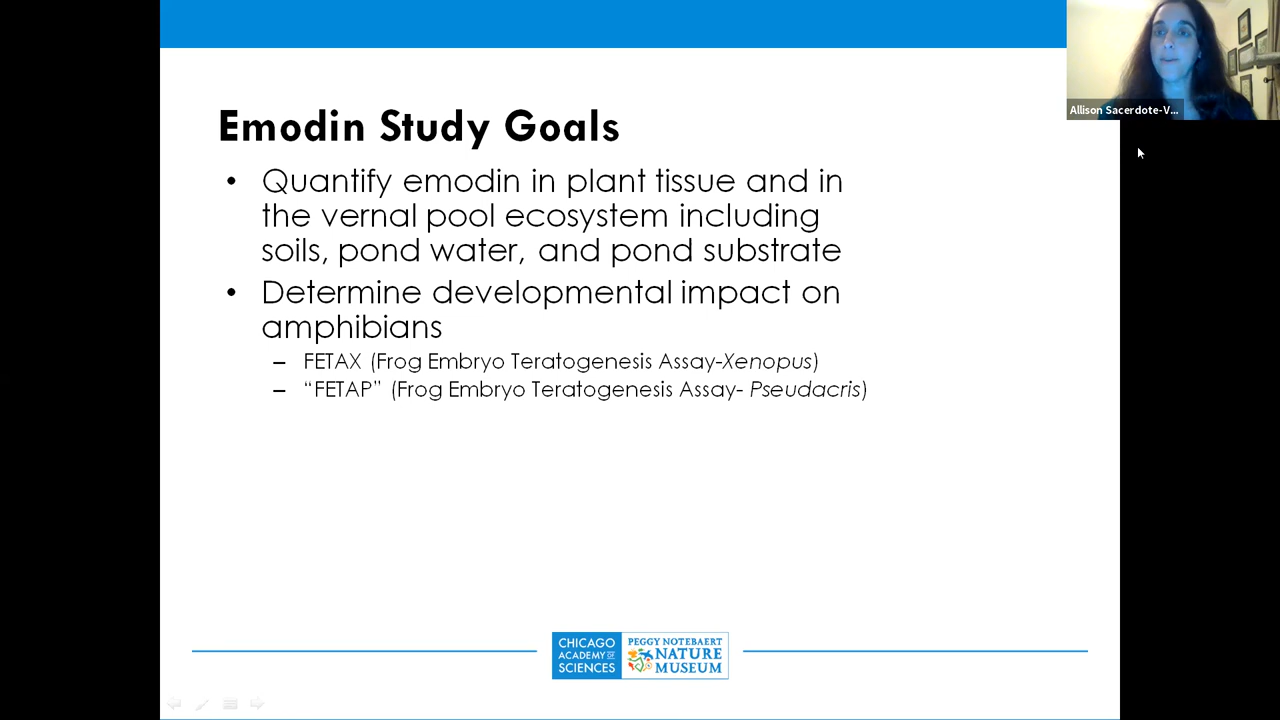 Allison Sacerdote-V...
Emodin Study Goals
• Quantify emodin in plant tissue and in
the vernal pool ecosystem including
soils, pond water, and pond substrate
• Determine developmental impact on
amphibians
– FETAX (Frog Embryo Teratogenesis Assay-Xenopus)
– “FETAP” (Frog Embryo Teratogenesis Assay- Pseudacris)
CHICAGO
ACADEMY OF
SCIENCES
PEGGY NOTEBAERT
NATURE
MUSEUM